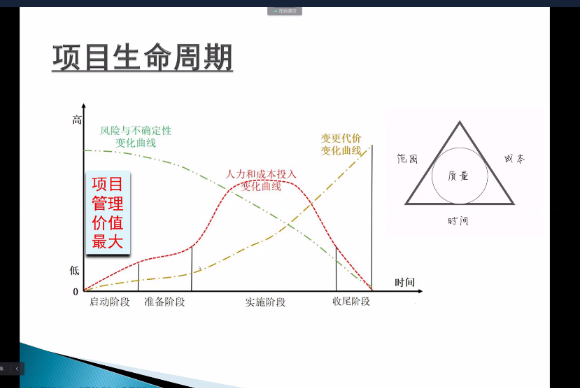 项目生命周期
高
风险与不确定性
变化曲线
变更代价
变化曲线
人力和成本投入
变化曲线
项目
管理
价值
最大
范围
成本
质量
时间
低
0
时间
启动阶段
准备阶段
实施阶段
收尾阶段